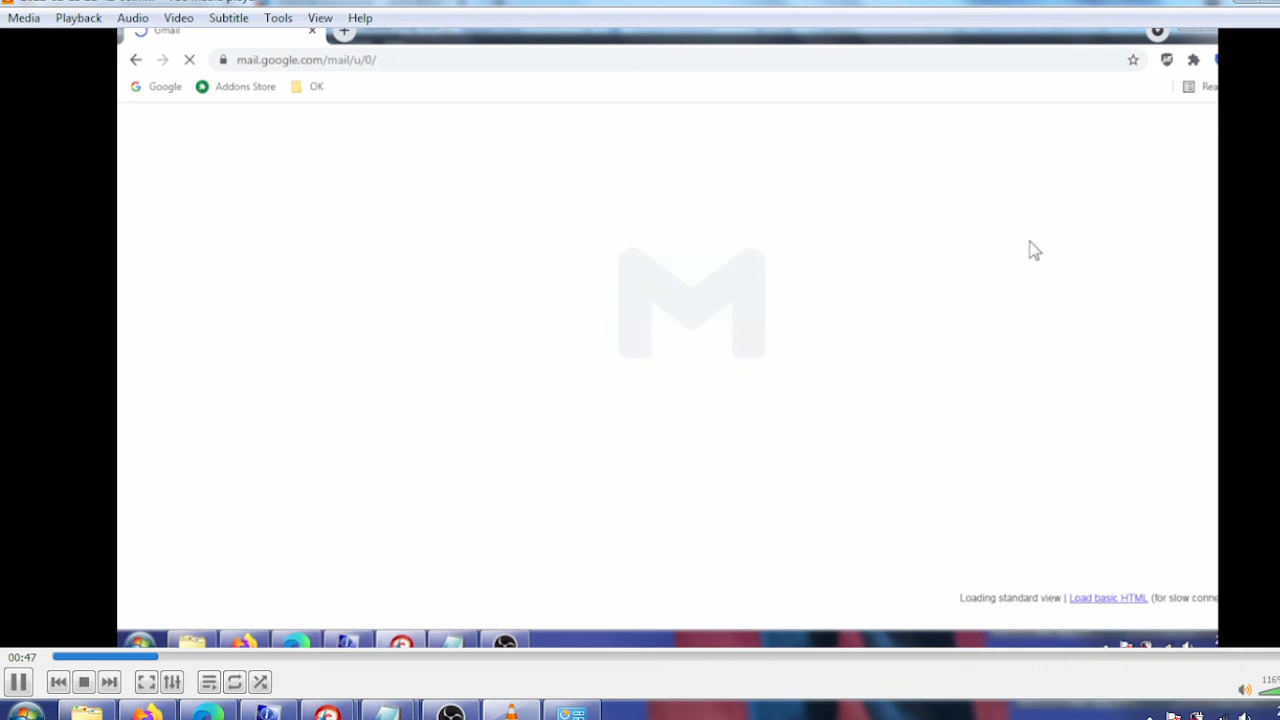 Media Playback Audio Video Subtitle Tools View Help
Gmail
mail.google.com/mail/u/0/
Google Addons Store OK
Loading standard view | Load basic HTML (for slow
00:47
116%